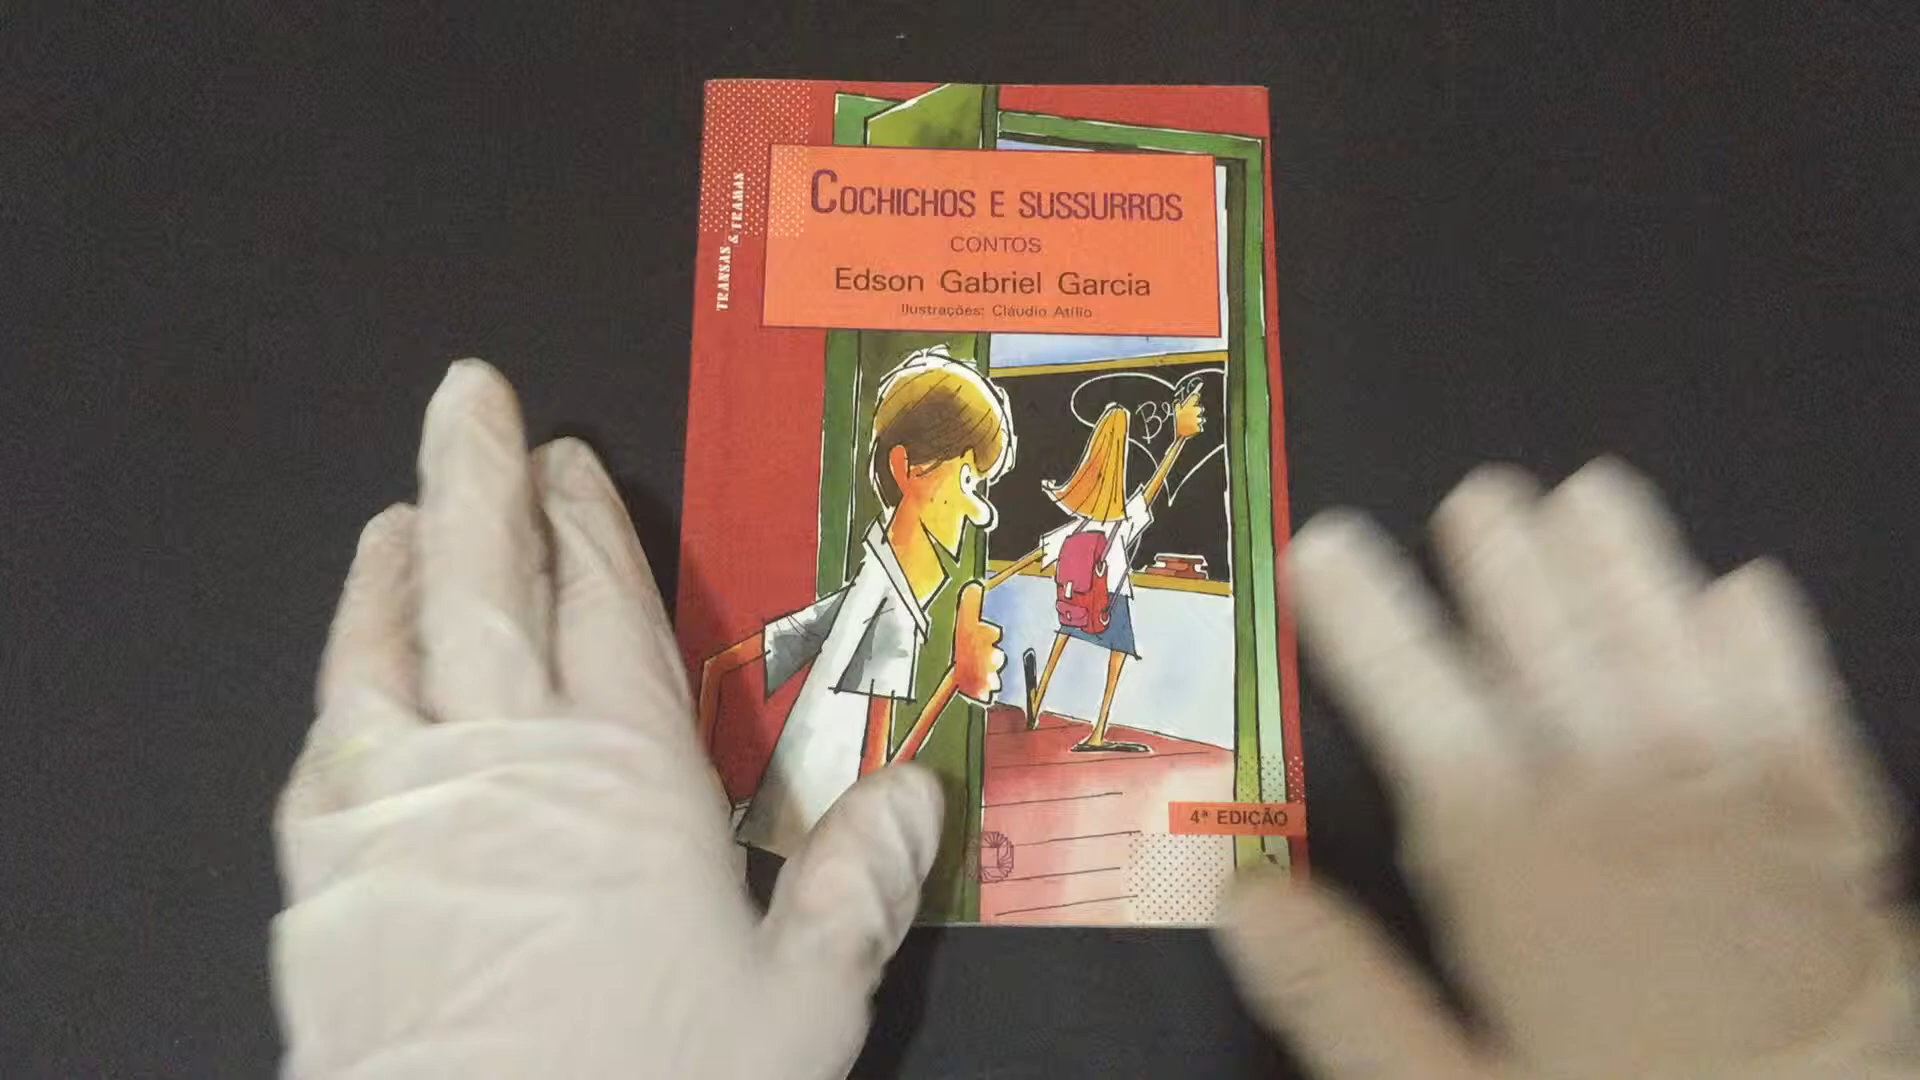 TRANSAS & TRAMAS
COCHICHOS E SUSSURROS
CONTOS
Edson Gabriel Garcia
Ilustrações: Cláudio Atílio
4ª EDIÇÃO